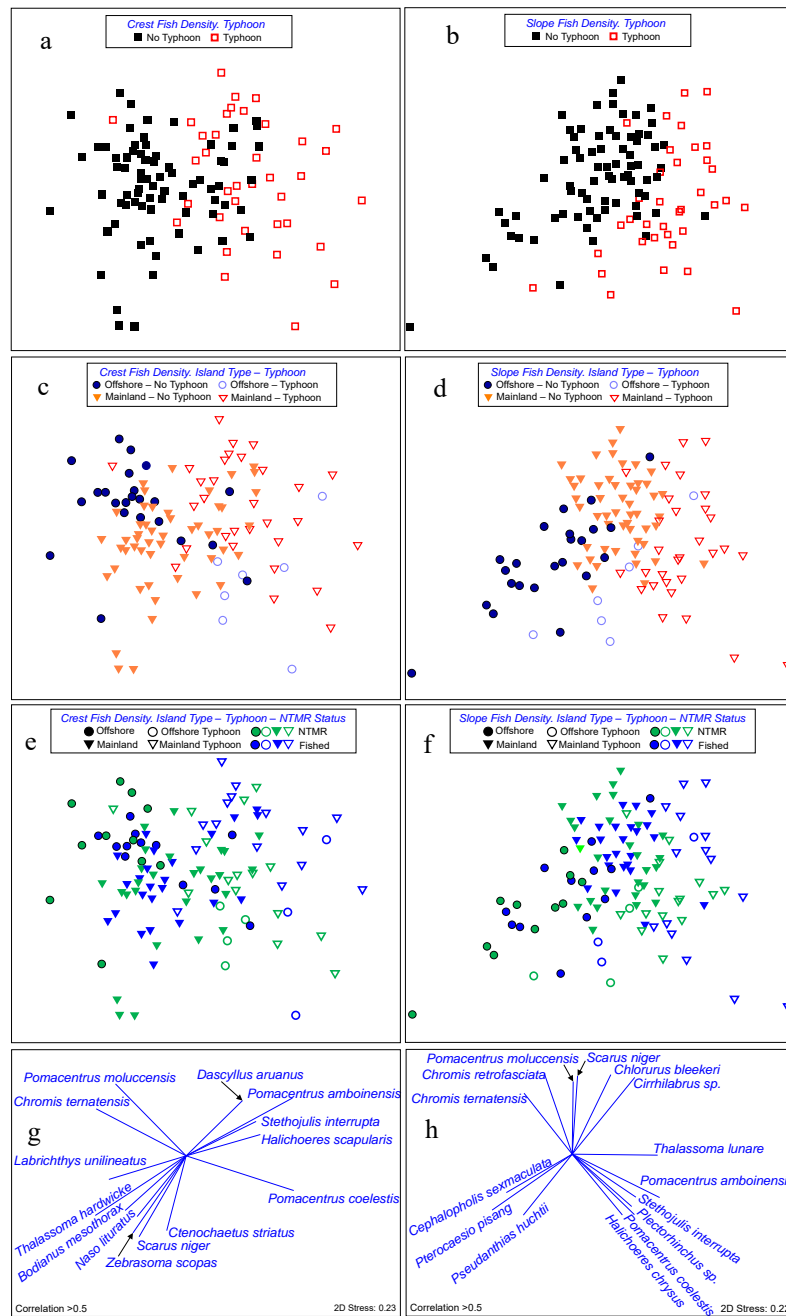 a
Crest Fish Density. Typhoon
No Typhoon Typhoon
b
Slope Fish Density. Typhoon
No Typhoon Typhoon
c
Crest Fish Density. Island Type – Typhoon
Offshore – No Typhoon Offshore – Typhoon
Mainland – No Typhoon Mainland – Typhoon
d
Slope Fish Density. Island Type – Typhoon
Offshore – No Typhoon Offshore – Typhoon
Mainland – No Typhoon Mainland – Typhoon
e
Crest Fish Density. Island Type – Typhoon – NTMR Status
Offshore Offshore Typhoon NTMR
Mainland Mainland Typhoon Fished
f
Slope Fish Density. Island Type – Typhoon – NTMR Status
Offshore Offshore Typhoon NTMR
Mainland Mainland Typhoon Fished
g
Dascyllus aruanus
Pomacentrus moluccensis
Pomacentrus amboinensis
Chromis ternatensis
Stethojulis interrupta
Halichoeres scapularis
Labrichthys unilineatus
Pomacentrus coelestis
Thalassoma hardwicke
Bodianus mesothorax
Naso lituratus
Ctenochaetus striatus
Scarus niger
Zebrasoma scopas
Correlation >0.5
2D Stress: 0.23
h
Pomacentrus moluccensis
Scarus niger
Chromis retrofasciata
Chlorurus bleekeri
Cirrhilabrus sp.
Chromis ternatensis
Thalassoma lunare
Cephalopholis sexmaculata
Pomacentrus amboinensi
Pterocaesio pisang
Stethojulis interrupta
Pseudanthias huchtii
Plectorhinchus sp.
Pomacentrus coelestis
Halichoeres chrysus
Correlation >0.5
2D Stress: 0.22